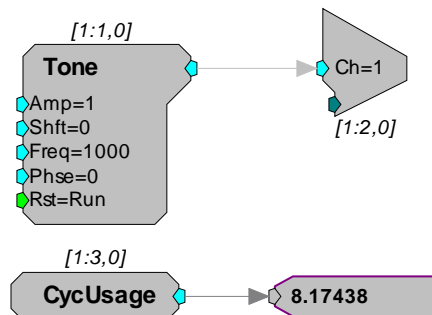 [1:1,0]
Tone
Amp=1
Shft=0
Freq=1000
Phse=0
Rst=Run
Ch=1
[1:2,0]
[1:3,0]
CycUsage
8.17438